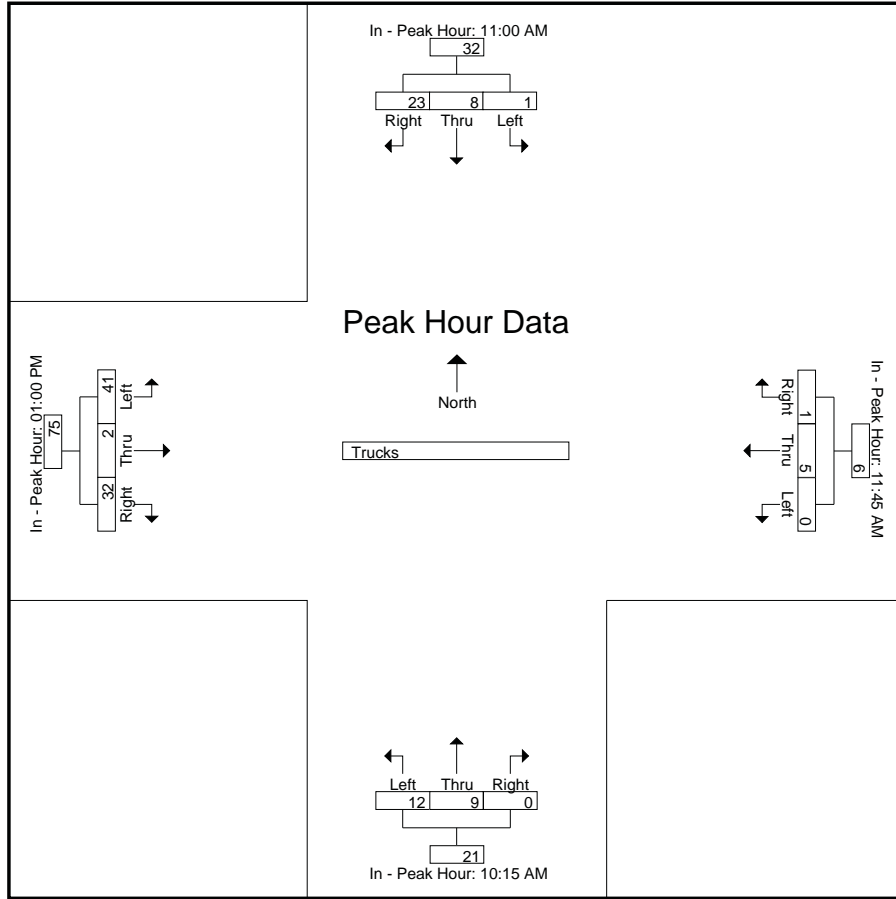 In - Peak Hour: 11:00 AM
32
23 8 1
Right Thru Left
Peak Hour Data
North
Trucks
In - Peak Hour: 01:00 PM
75
41 2 32
Left Thru Right
In - Peak Hour: 11:45 AM
6
1 5 0
Right Thru Left
Left Thru Right
12 9 0
21
In - Peak Hour: 10:15 AM